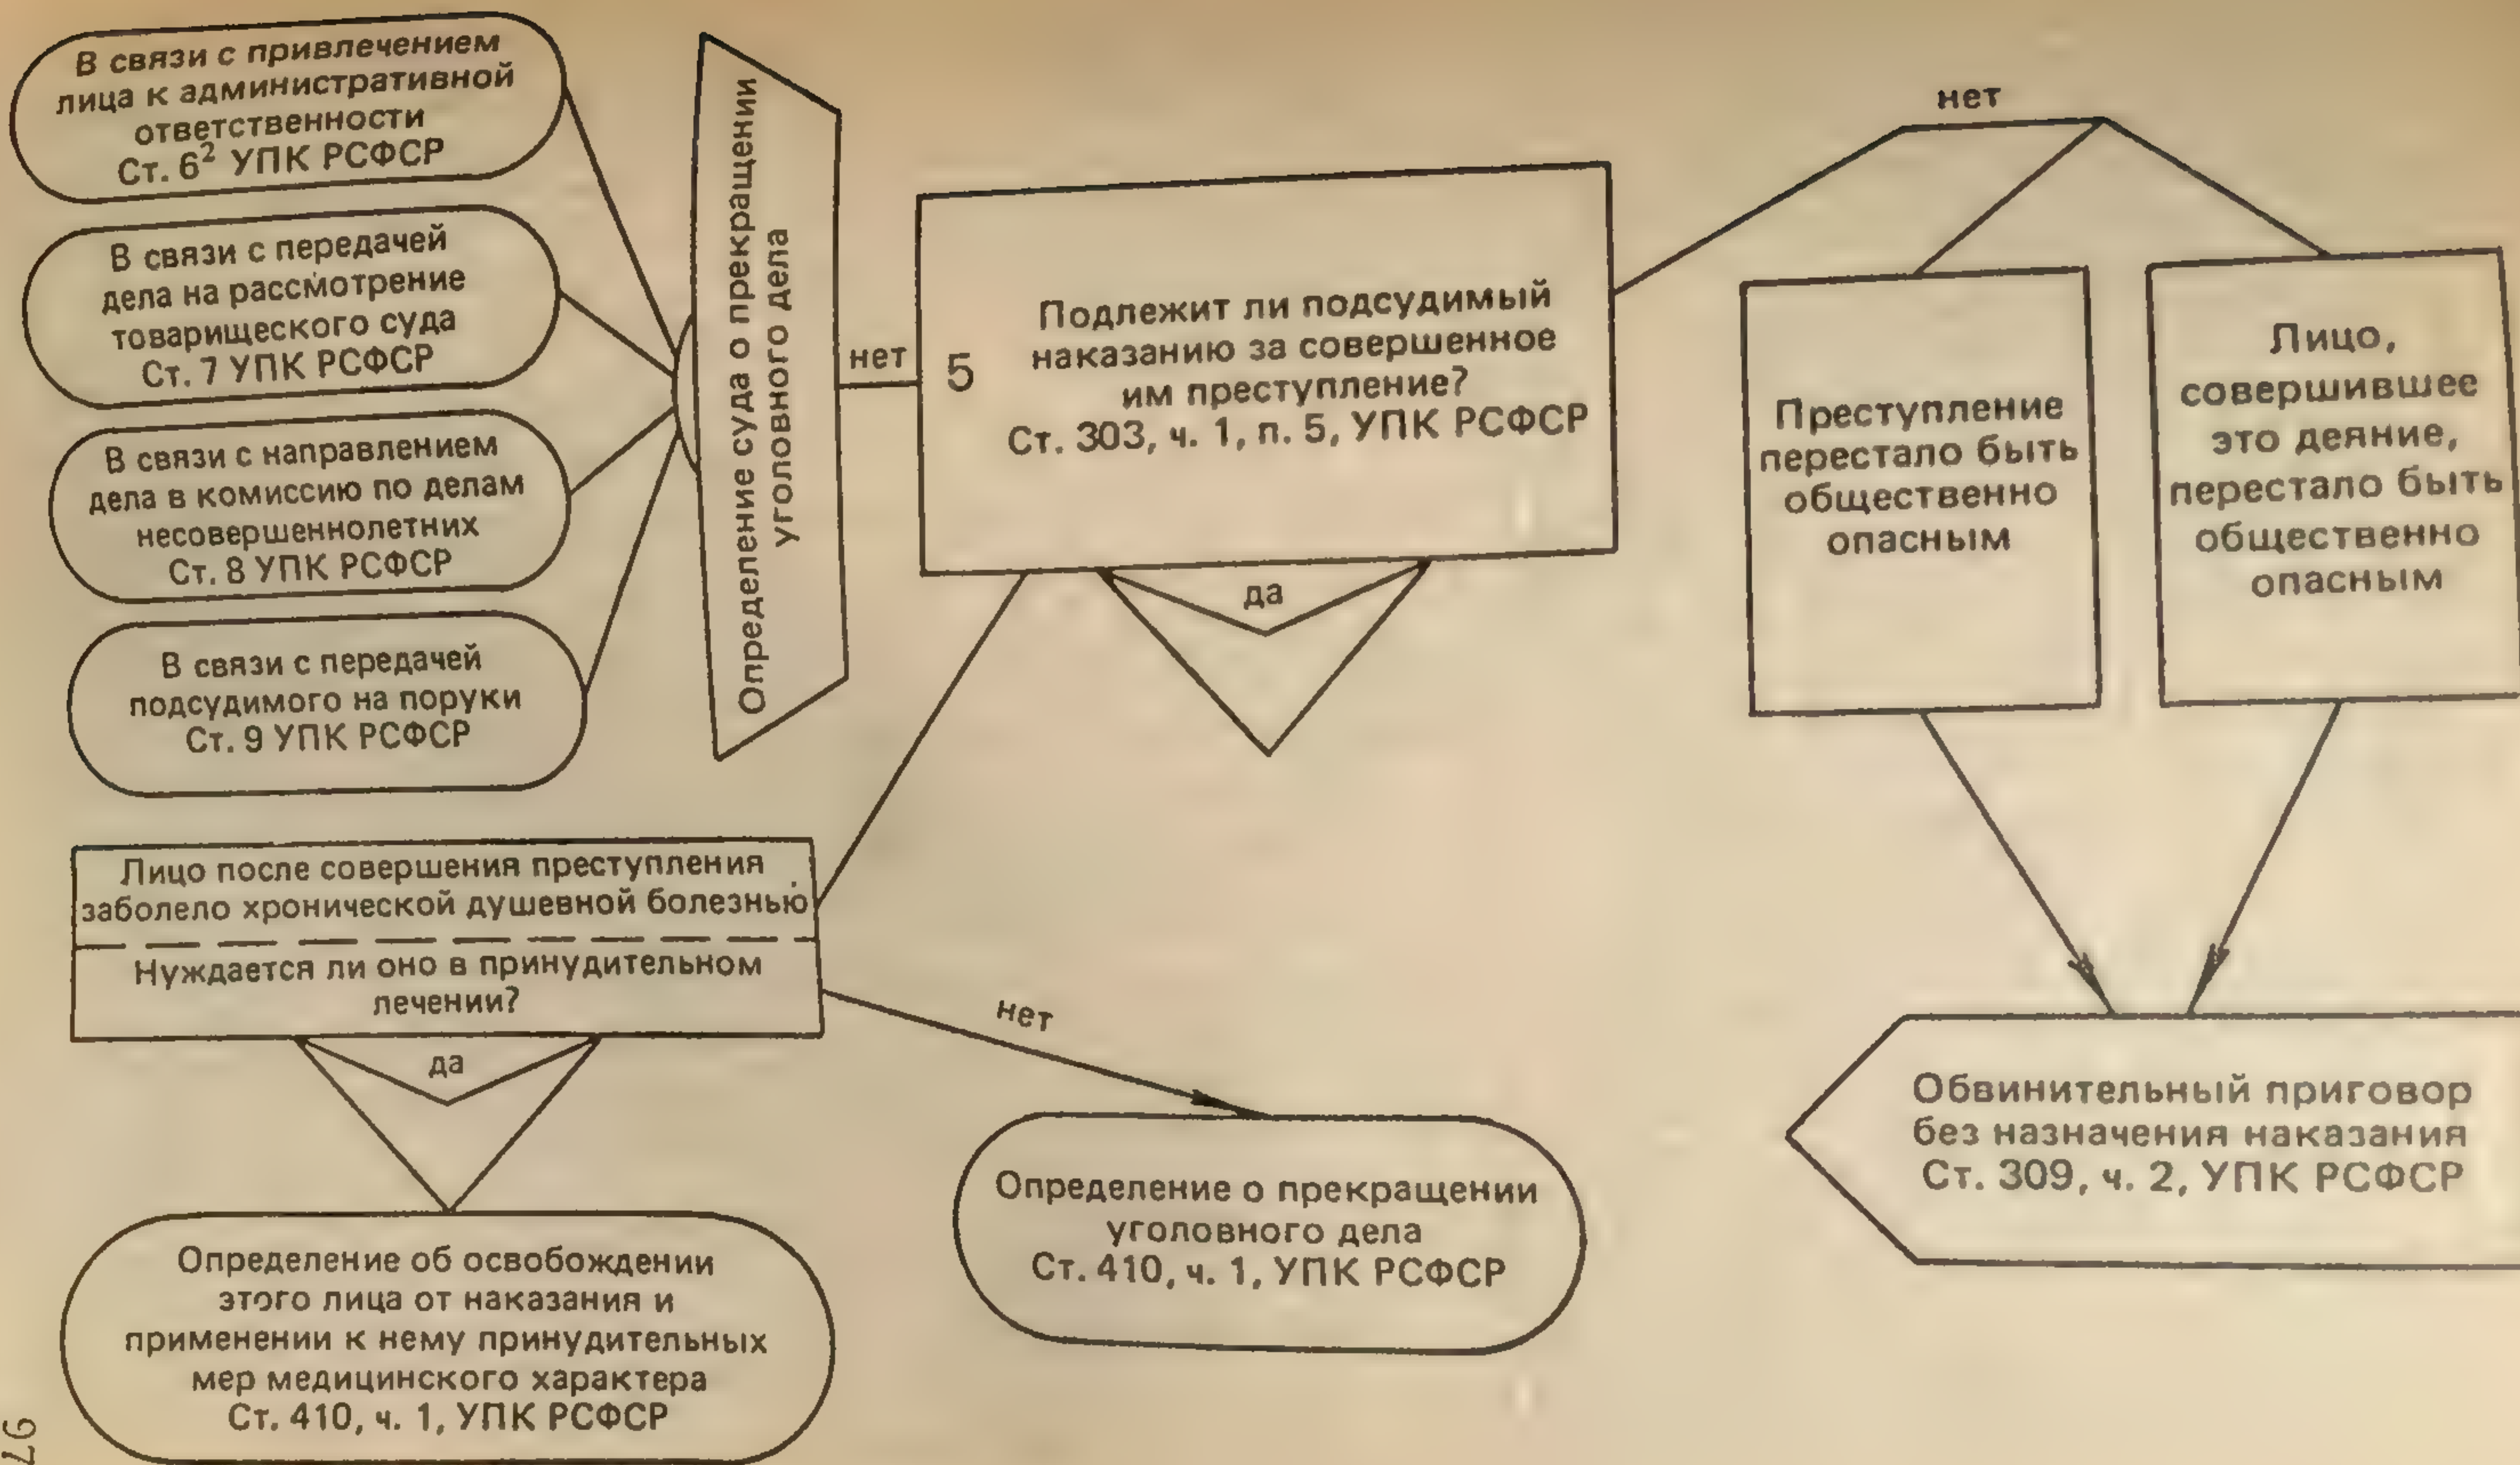 В связи с привлечением
лица к административной
ответственности
Ст. 6² УПК РСФСР
В связи с передачей
дела на рассмотрение
товарищеского суда
Ст. 7 УПК РСФСР
В связи с направлением
дела в комиссию по делам
несовершеннолетних
Ст. 8 УПК РСФСР
В связи с передачей
подсудимого на поруки
Ст. 9 УПК РСФСР
Определение суда о прекращении
уголовного дела
нет
5
Подлежит ли подсудимый
наказанию за совершенное
им преступление?
Ст. 303, ч. 1, п. 5, УПК РСФСР
да
нет
Преступление
перестало быть
общественно
опасным
Лицо,
совершившее
это деяние,
перестало быть
общественно
опасным
Лицо после совершения преступления
заболело хронической душевной болезнью
Нуждается ли оно в принудительном
лечении?
да
нет
Определение об освобождении
этого лица от наказания и
применении к нему принудительных
мер медицинского характера
Ст. 410, ч. 1, УПК РСФСР
Определение о прекращении
уголовного дела
Ст. 410, ч. 1, УПК РСФСР
Обвинительный приговор
без назначения наказания
Ст. 309, ч. 2, УПК РСФСР
97